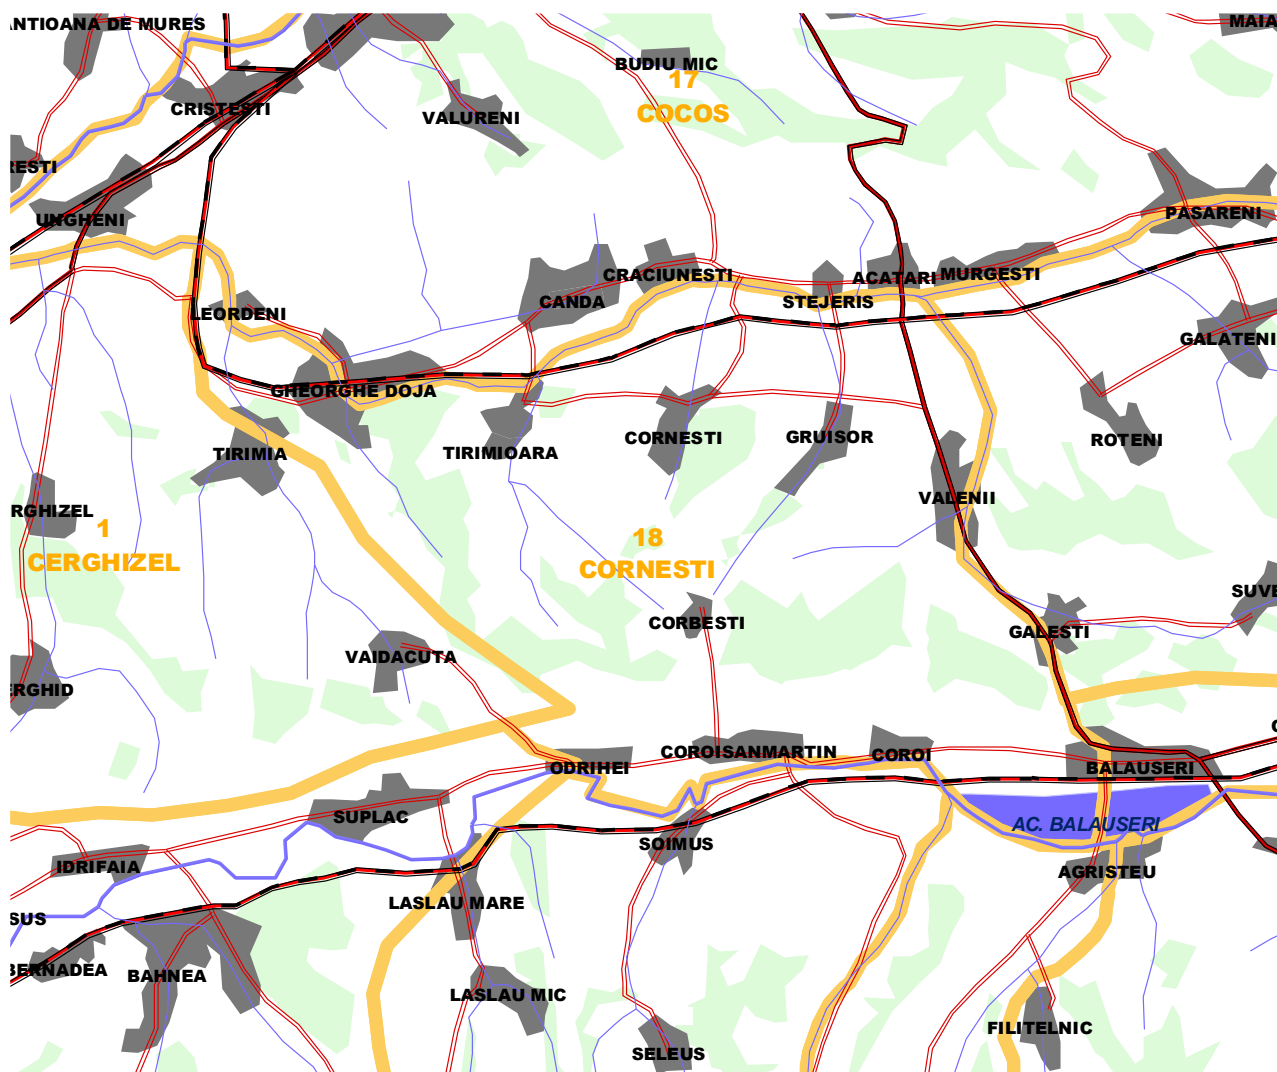 ANTIOANA DE MURES
MAIA
BUDIU MIC
17
COCOS
CRISTESTI
VALURENI
RESTI
UNGHENI
PASARENI
CRACIUNESTI
ACATARI
MURGESTI
CANDA
STEJERIS
LEORDENI
GALATENI
GHEORGHE DOJA
TIRIMIA
TIRIMIOARA
CORNESTI
GRUISOR
ROTENI
VALENII
RGHIZEL
1
CERGHIZEL
18
CORNESTI
SUVE
CORBESTI
GALESTI
VAIDACUTA
ERGHID
COROISANMARTIN
COROI
ODRIHEI
BALAUSERI
SUPLAC
AC. BALAUSERI
SOIMUS
IDRIFAIA
AGRISTEU
LASLAU MARE
SUS
BERNADEA
BAHNEA
LASLAU MIC
FILITELNIC
SELEUS